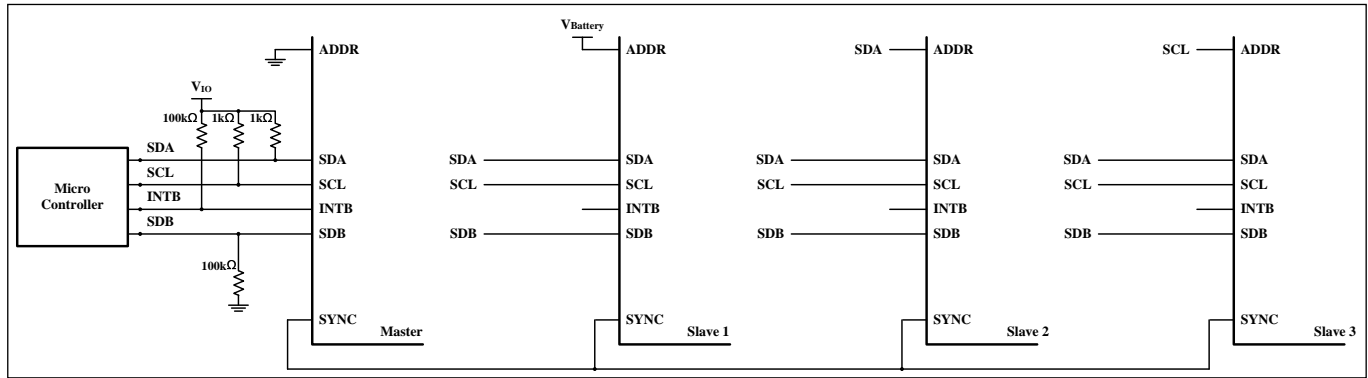 V Battery
ADDR
ADDR
SDA ADDR
SCL ADDR
V IO
100kΩ 1kΩ 1kΩ
SDA
SDA
SDA SDA
SDA SDA
SDA SDA
SCL
SCL
SCL SCL
SCL SCL
SCL SCL
Micro
Controller
INTB
INTB
INTB
INTB
INTB
SDB
SDB
SDB SDB
SDB SDB
SDB SDB
100kΩ
SYNC
SYNC
SYNC
SYNC
Master
Slave 1
Slave 2
Slave 3